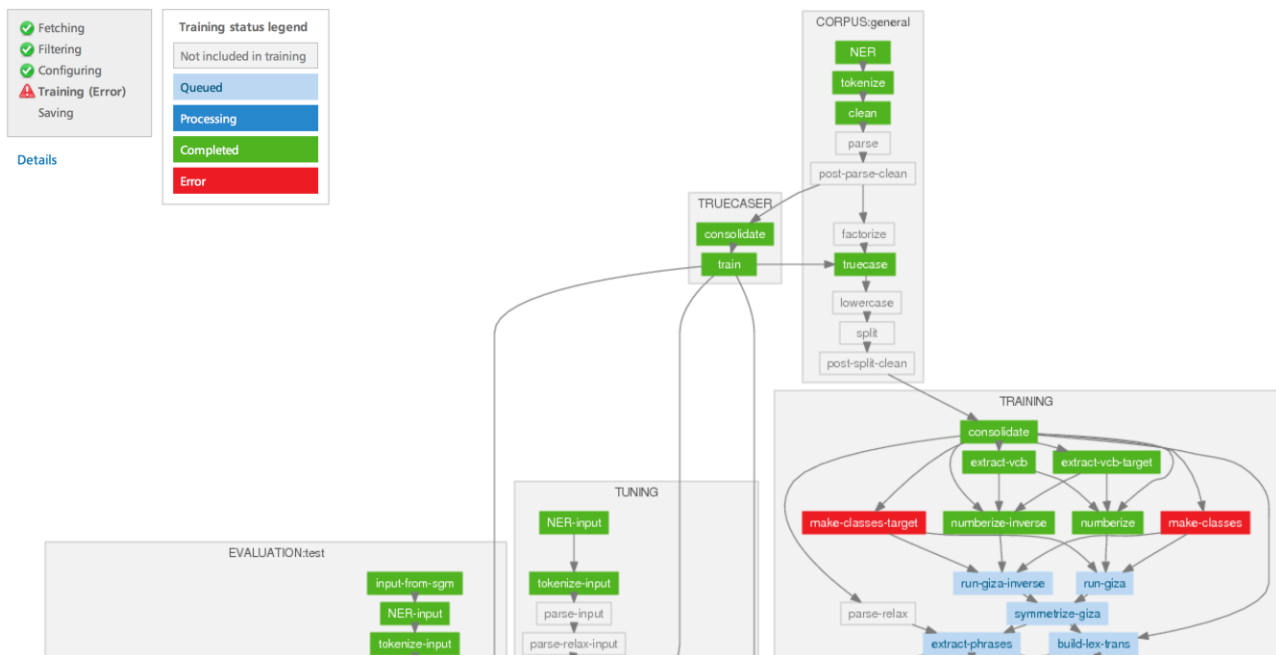 Fetching
Filtering
Configuring
Training (Error)
Saving
Details
Training status legend
Not included in training
Queued
Processing
Completed
Error
CORPUS:general
NER
tokenize
clean
parse
post-parse-clean
factorize
truecase
lowercase
split
post-split-clean
TRUECASER
consolidate
train
TRAINING
consolidate
extract-vcb
extract-vcb-target
make-classes-target
numberize-inverse
numberize
make-classes
run-giza-inverse
run-giza
parse-relax
symmetrize-giza
extract-phrases
build-lex-trans
TUNING
NER-input
tokenize-input
parse-input
parse-relax-input
EVALUATION:test
input-from-sgm
NER-input
tokenize-input